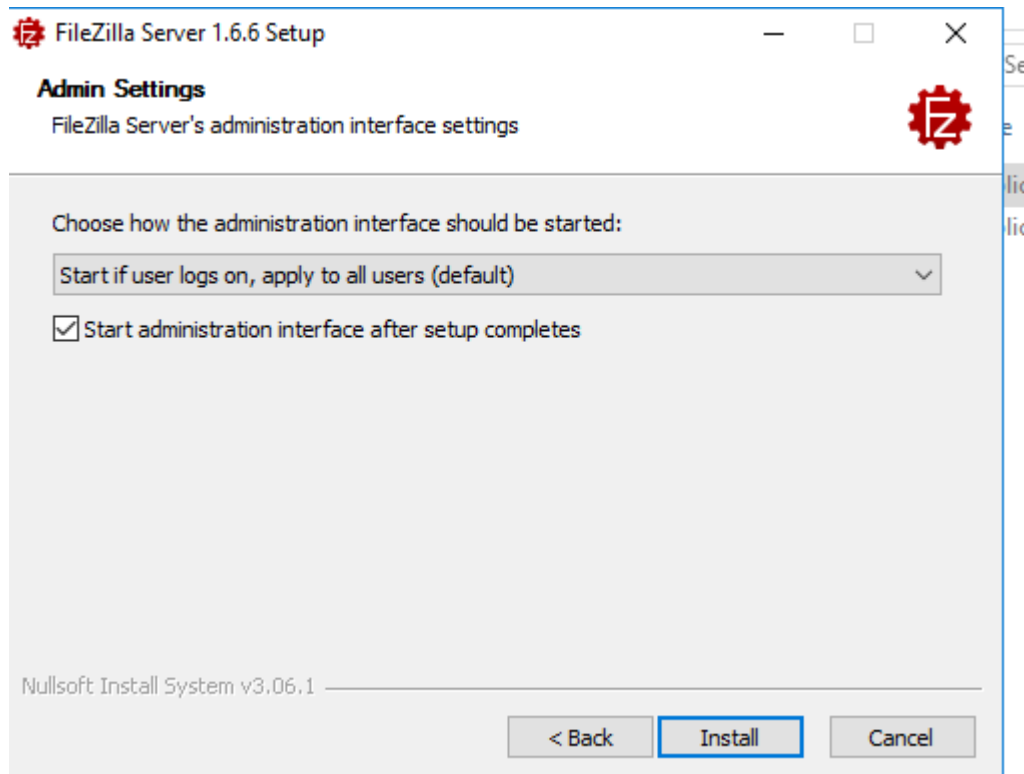 FileZilla Server 1.6.6 Setup
Admin Settings
FileZilla Server's administration interface settings
Choose how the administration interface should be started:
Start if user logs on, apply to all users (default)
Start administration interface after setup completes
Nullsoft Install System v3.06.1
< Back
Install
Cancel